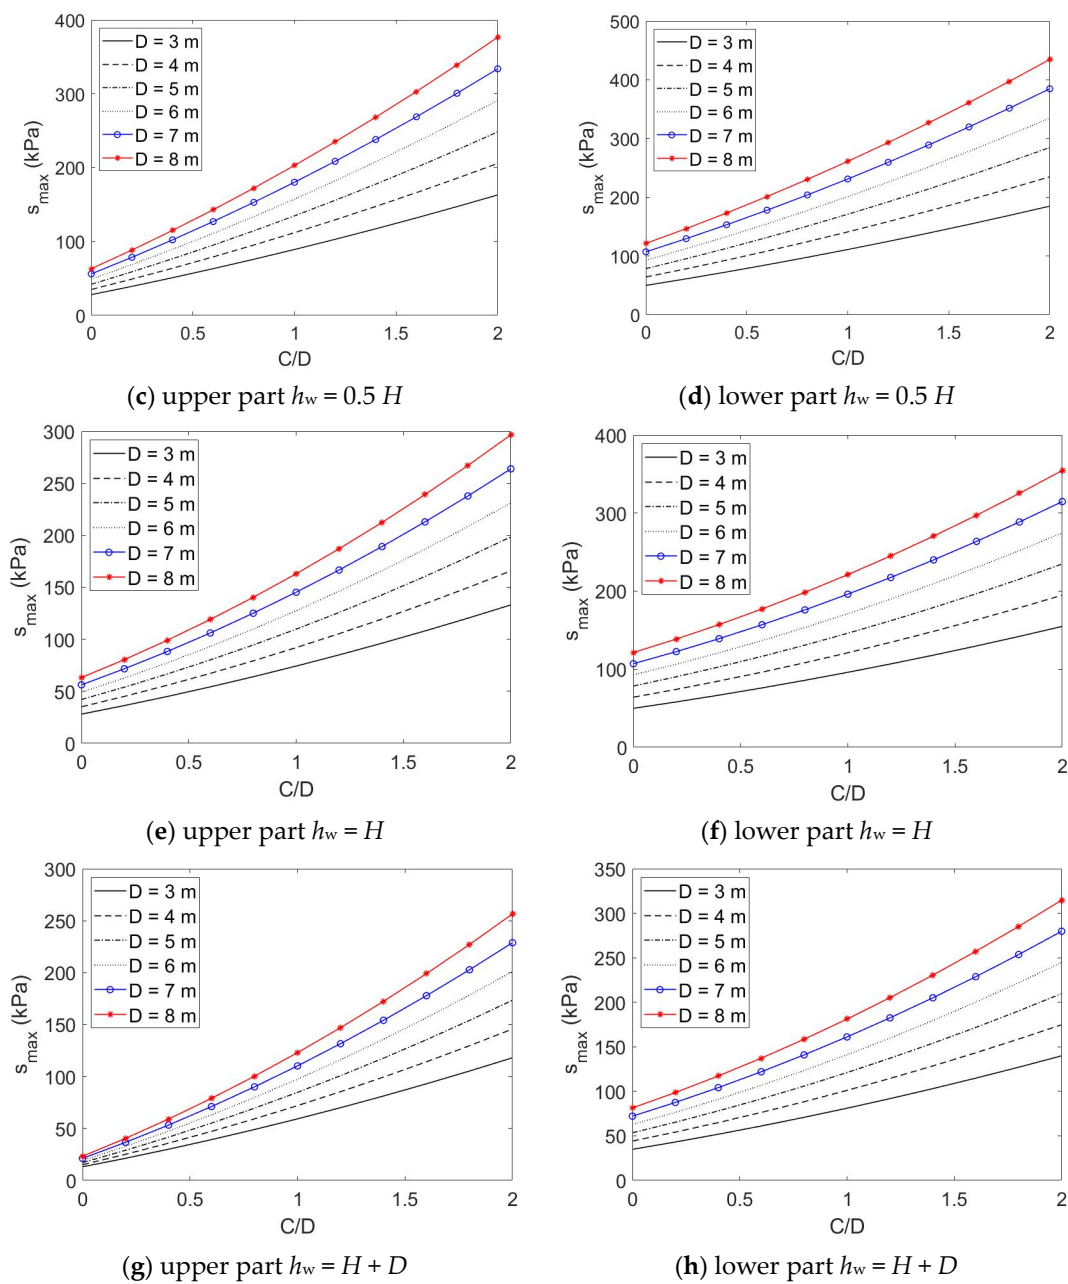 400
300
200
100
0
0
0.5
1
1.5
2
s_max (kPa)
C/D
D = 3 m
D = 4 m
D = 5 m
D = 6 m
D = 7 m
D = 8 m
(c) upper part h_w = 0.5 H
500
400
300
200
100
0
0
0.5
1
1.5
2
s_max (kPa)
C/D
D = 3 m
D = 4 m
D = 5 m
D = 6 m
D = 7 m
D = 8 m
(d) lower part h_w = 0.5 H
300
250
200
150
100
50
0
0
0.5
1
1.5
2
s_max (kPa)
C/D
D = 3 m
D = 4 m
D = 5 m
D = 6 m
D = 7 m
D = 8 m
(e) upper part h_w = H
400
300
200
100
0
0
0.5
1
1.5
2
s_max (kPa)
C/D
D = 3 m
D = 4 m
D = 5 m
D = 6 m
D = 7 m
D = 8 m
(f) lower part h_w = H
300
250
200
150
100
50
0
0
0.5
1
1.5
2
s_max (kPa)
C/D
D = 3 m
D = 4 m
D = 5 m
D = 6 m
D = 7 m
D = 8 m
(g) upper part h_w = H + D
350
300
250
200
150
100
50
0
0
0.5
1
1.5
2
s_max (kPa)
C/D
D = 3 m
D = 4 m
D = 5 m
D = 6 m
D = 7 m
D = 8 m
(h) lower part h_w = H + D